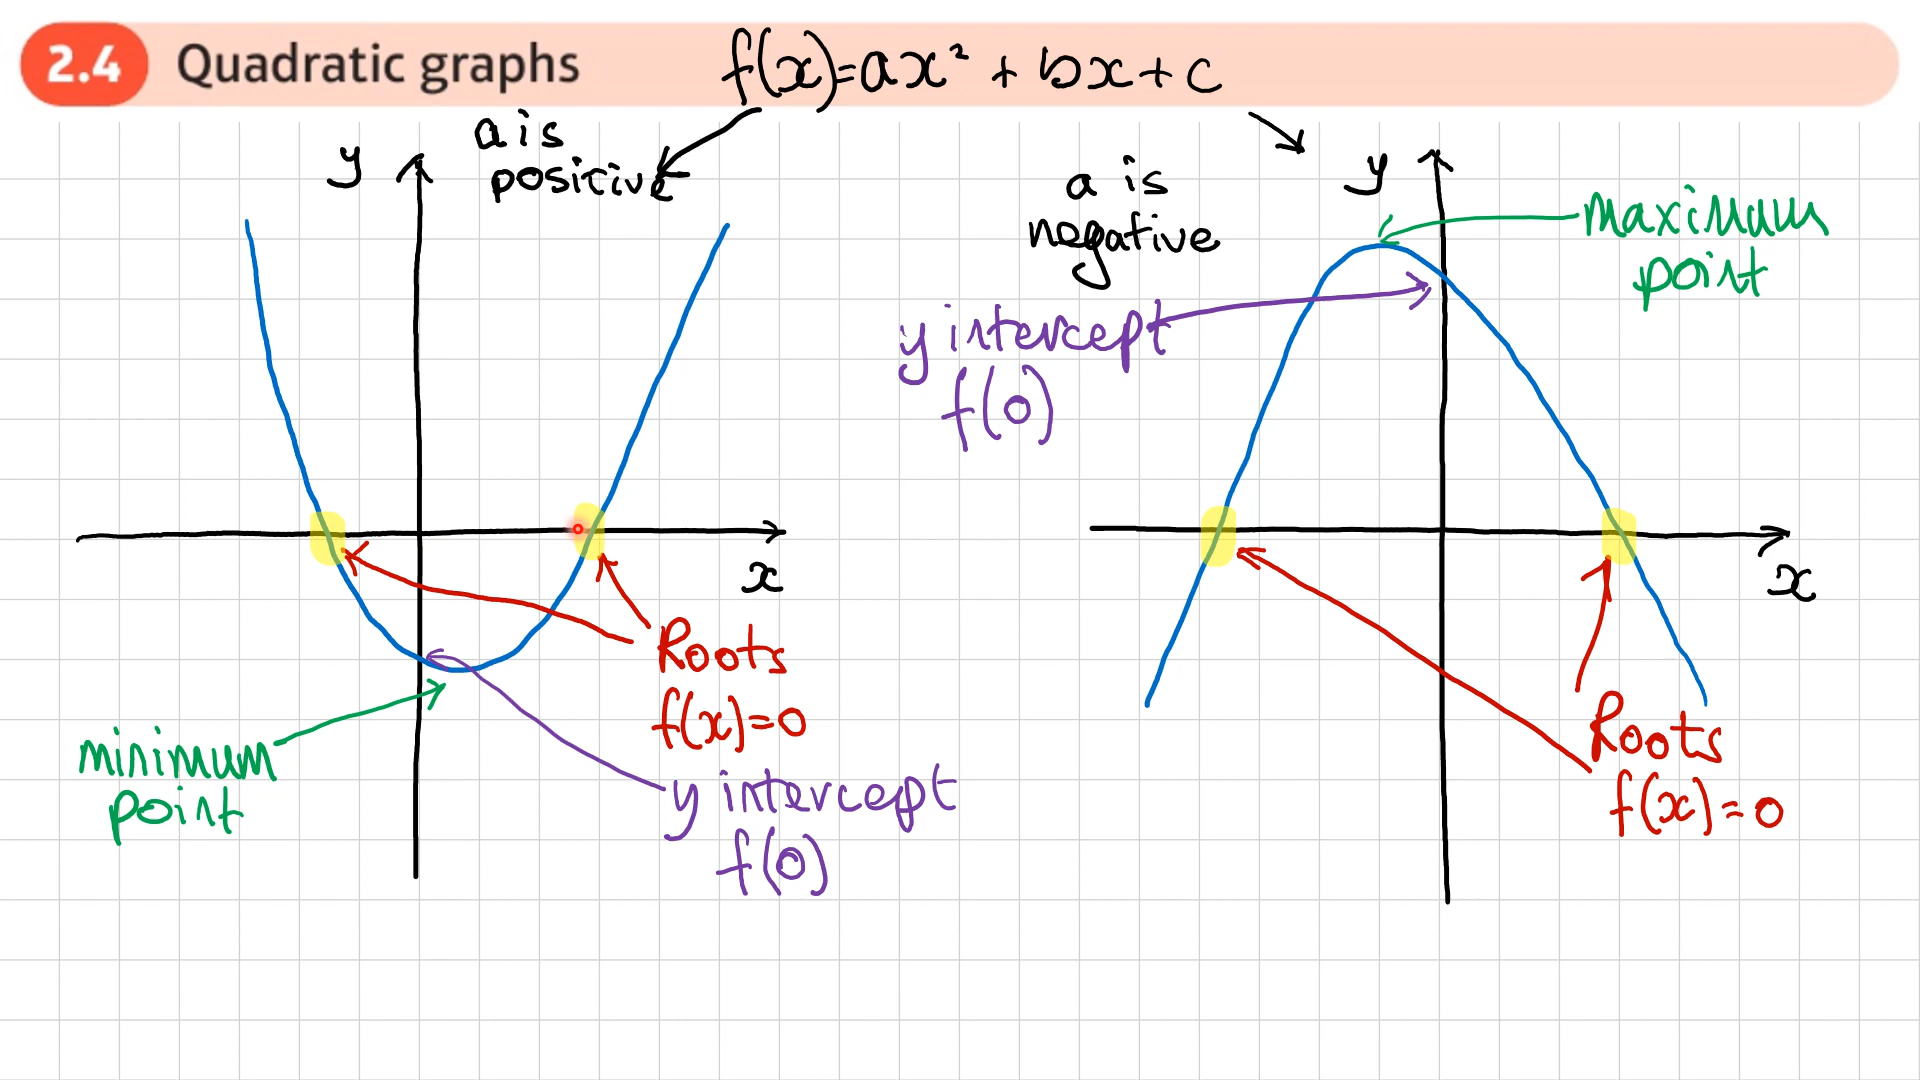 2.4 Quadratic graphs f(x)=ax² + bx + c
a is
positive
y
x
Roots
f(x)=0
minimum
point
y intercept
f(0)
a is
negative
y
maximum
point
y intercept
f(0)
x
Roots
f(x)=0